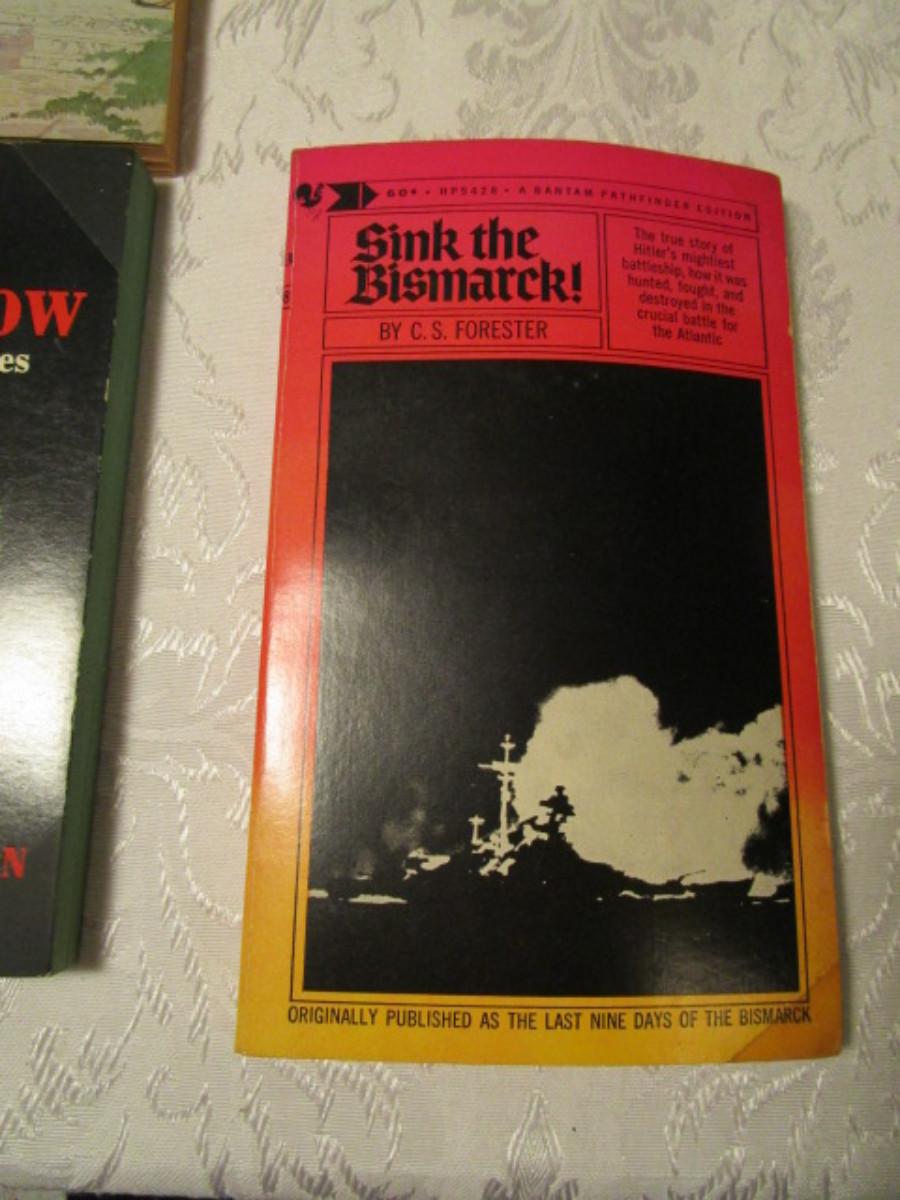 60¢ • HP5428 • A BANTAM PATHFINDER EDITION
Sink the
Bismarck!
BY C. S. FORESTER
The true story of
Hitler's mightiest
battleship, how it was
hunted, fought, and
destroyed in the
crucial battle for
the Atlantic
ORIGINALLY PUBLISHED AS THE LAST NINE DAYS OF THE BISMARCK
OW
es
N